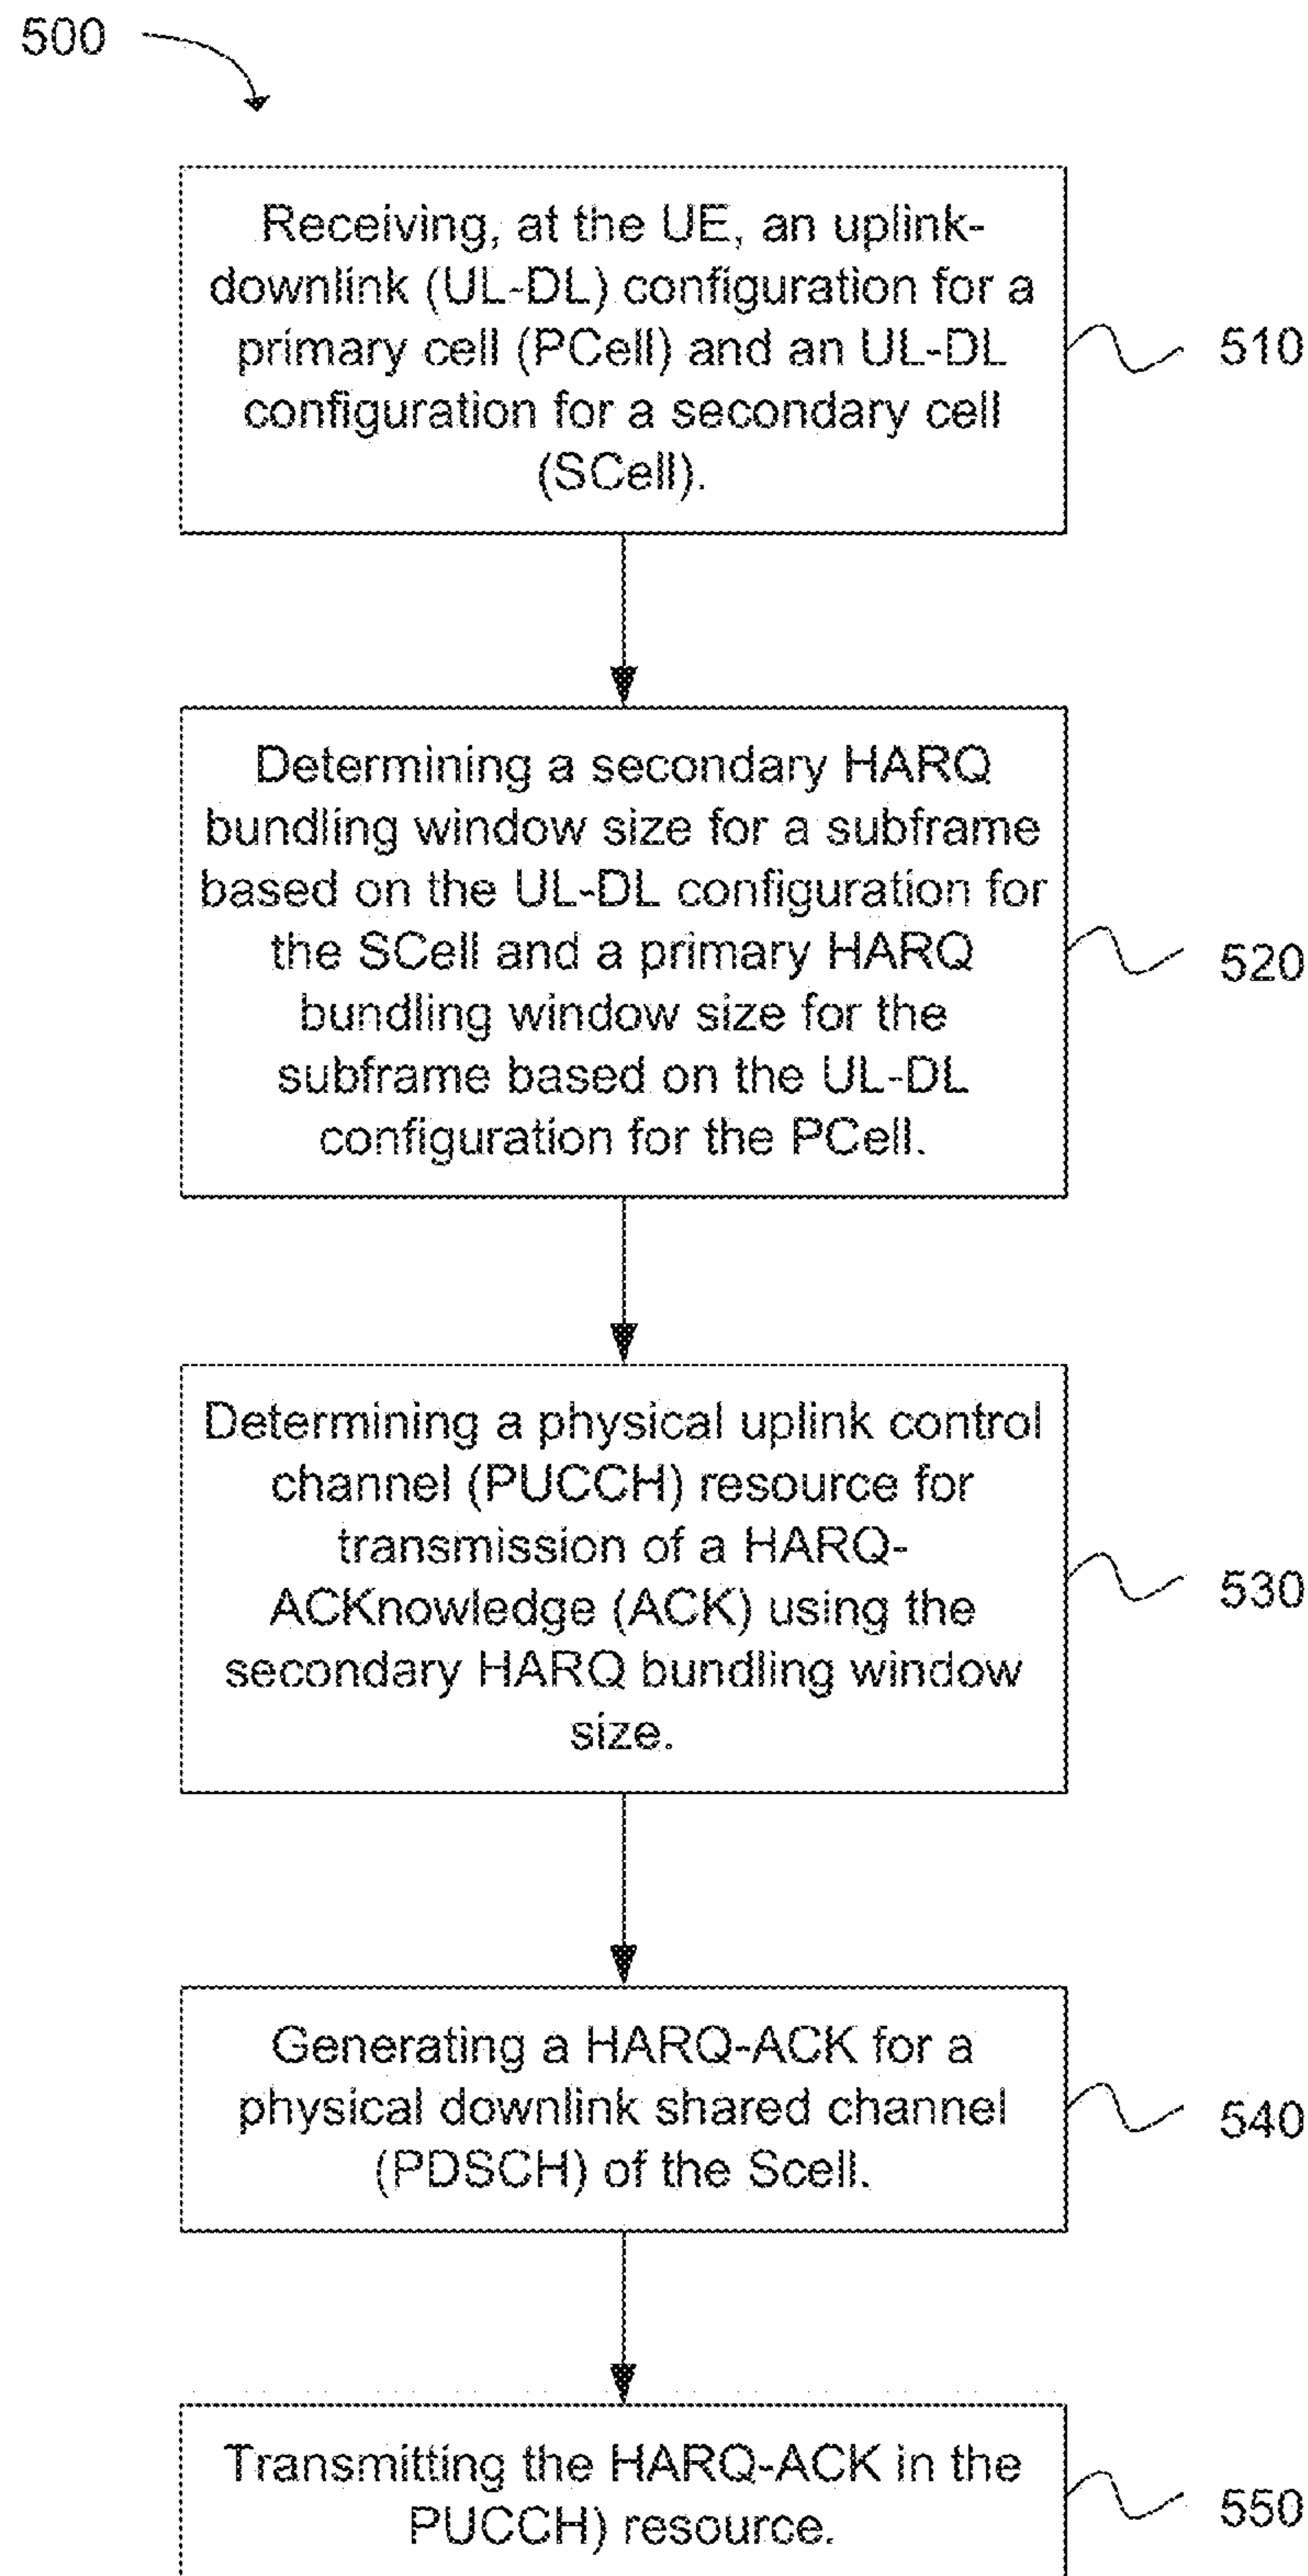 500
Receiving, at the UE, an uplink-
downlink (UL-DL) configuration for a
primary cell (PCell) and an UL-DL
configuration for a secondary cell
(SCell).
510
Determining a secondary HARQ
bundling window size for a subframe
based on the UL-DL configuration for
the SCell and a primary HARQ
bundling window size for the
subframe based on the UL-DL
configuration for the PCell.
520
Determining a physical uplink control
channel (PUCCH) resource for
transmission of a HARQ-
ACKnowledge (ACK) using the
secondary HARQ bundling window
size.
530
Generating a HARQ-ACK for a
physical downlink shared channel
(PDSCH) of the Scell.
540
Transmitting the HARQ-ACK in the
PUCCH) resource.
550